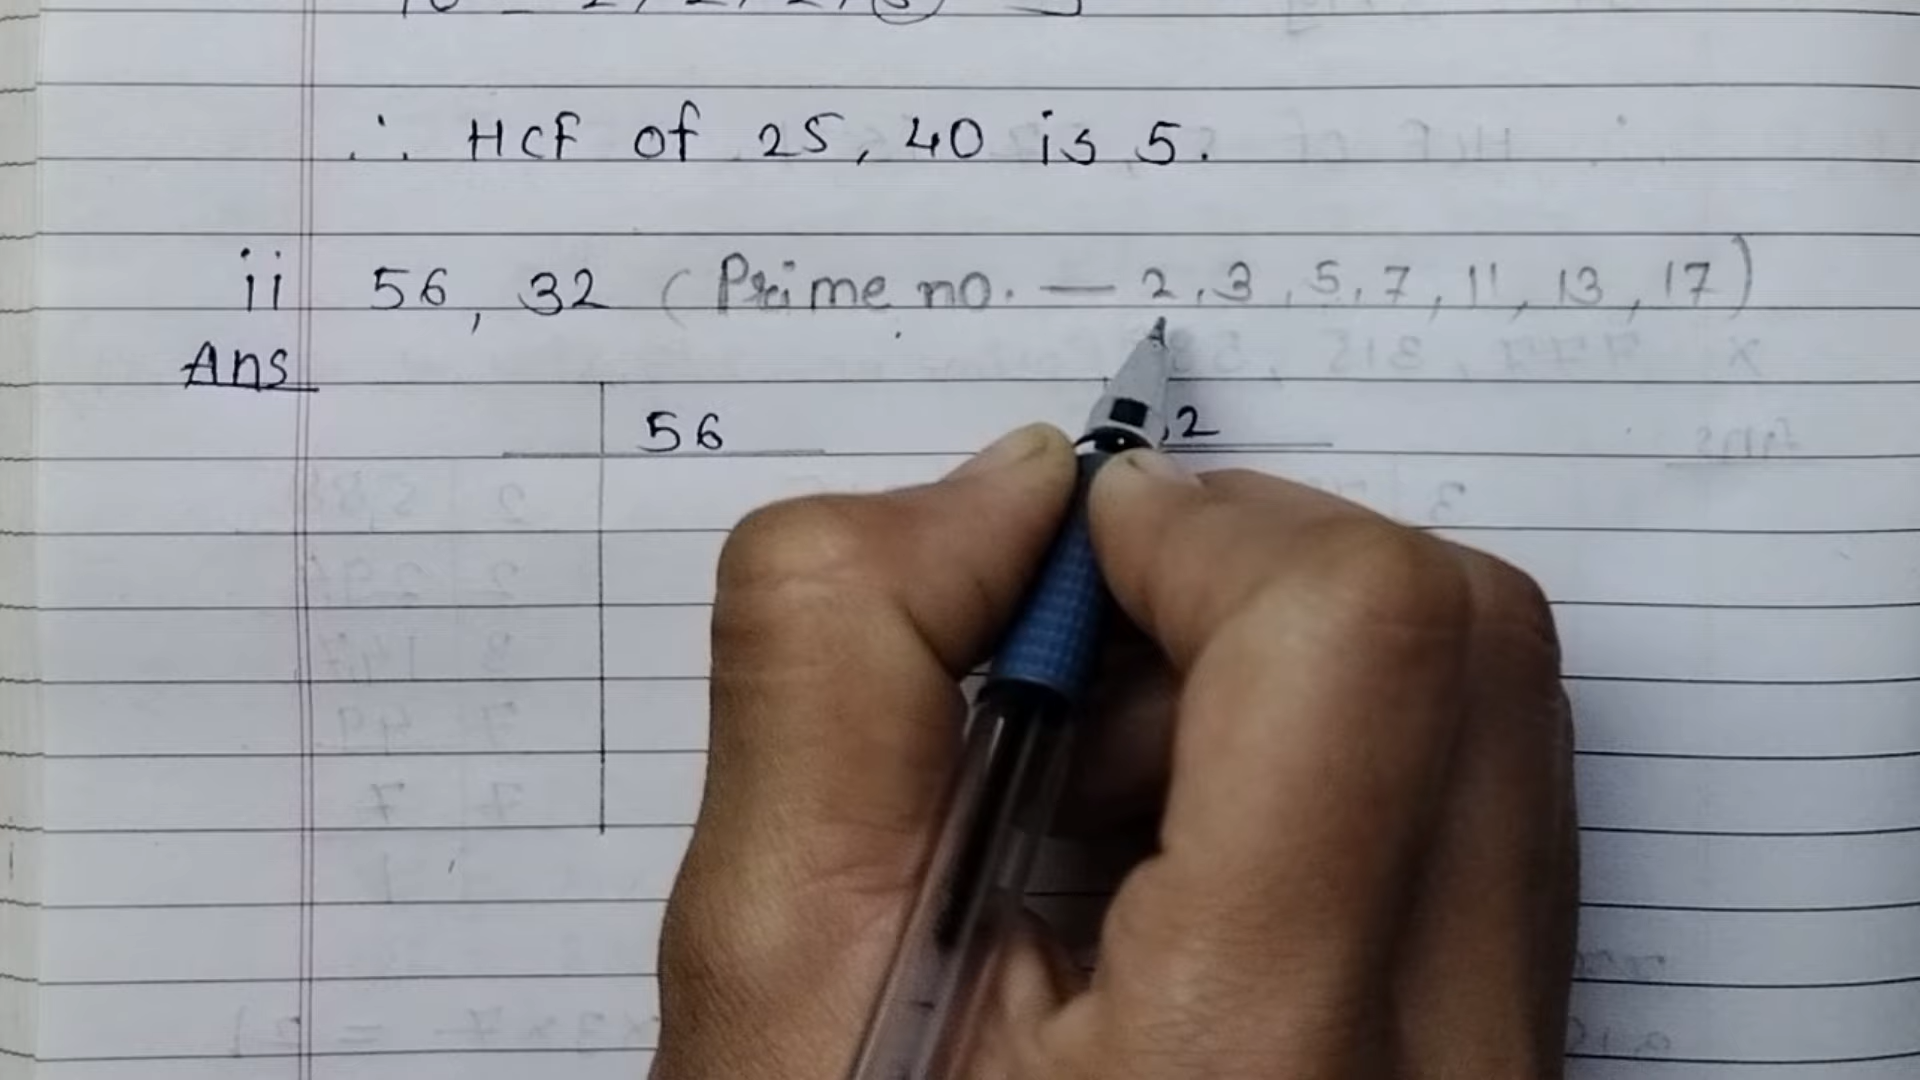 ∴ HCF of 25, 40 is 5.
ii 56, 32 (Prime no. — 2, 3, 5, 7, 11, 13, 17)
Ans
56